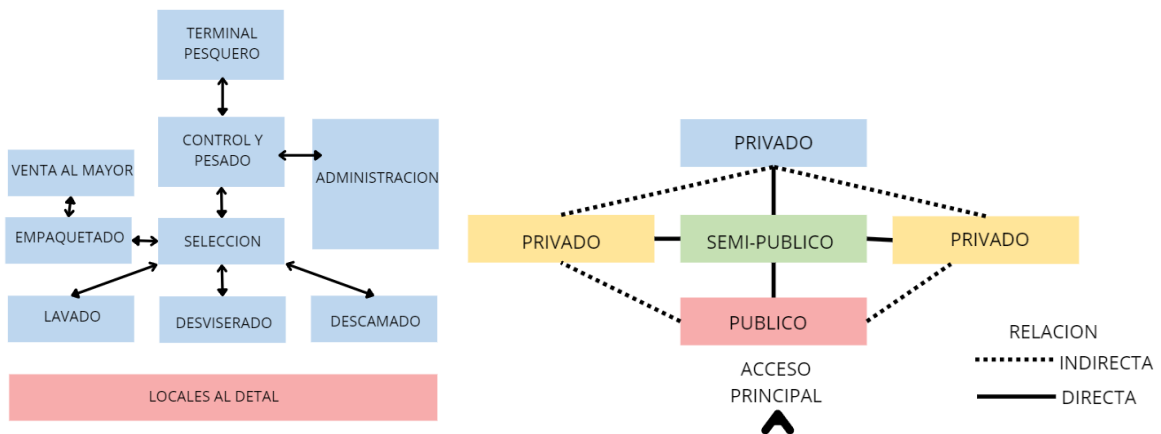 TERMINAL
PESQUERO
CONTROL Y
PESADO
ADMINISTRACION
VENTA AL MAYOR
EMPAQUETADO
SELECCION
LAVADO
DESVISERADO
DESCAMADO
LOCALES AL DETAL
PRIVADO
PRIVADO
SEMI-PUBLICO
PRIVADO
PUBLICO
ACCESO
PRINCIPAL
RELACION
INDIRECTA
DIRECTA